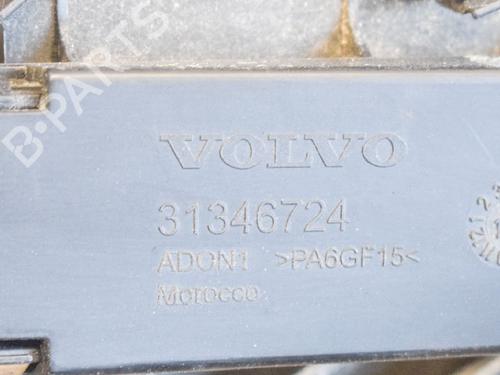 B-PARTS
VOLVO
31346724
ADON1 >PA6GF15<
Morocco